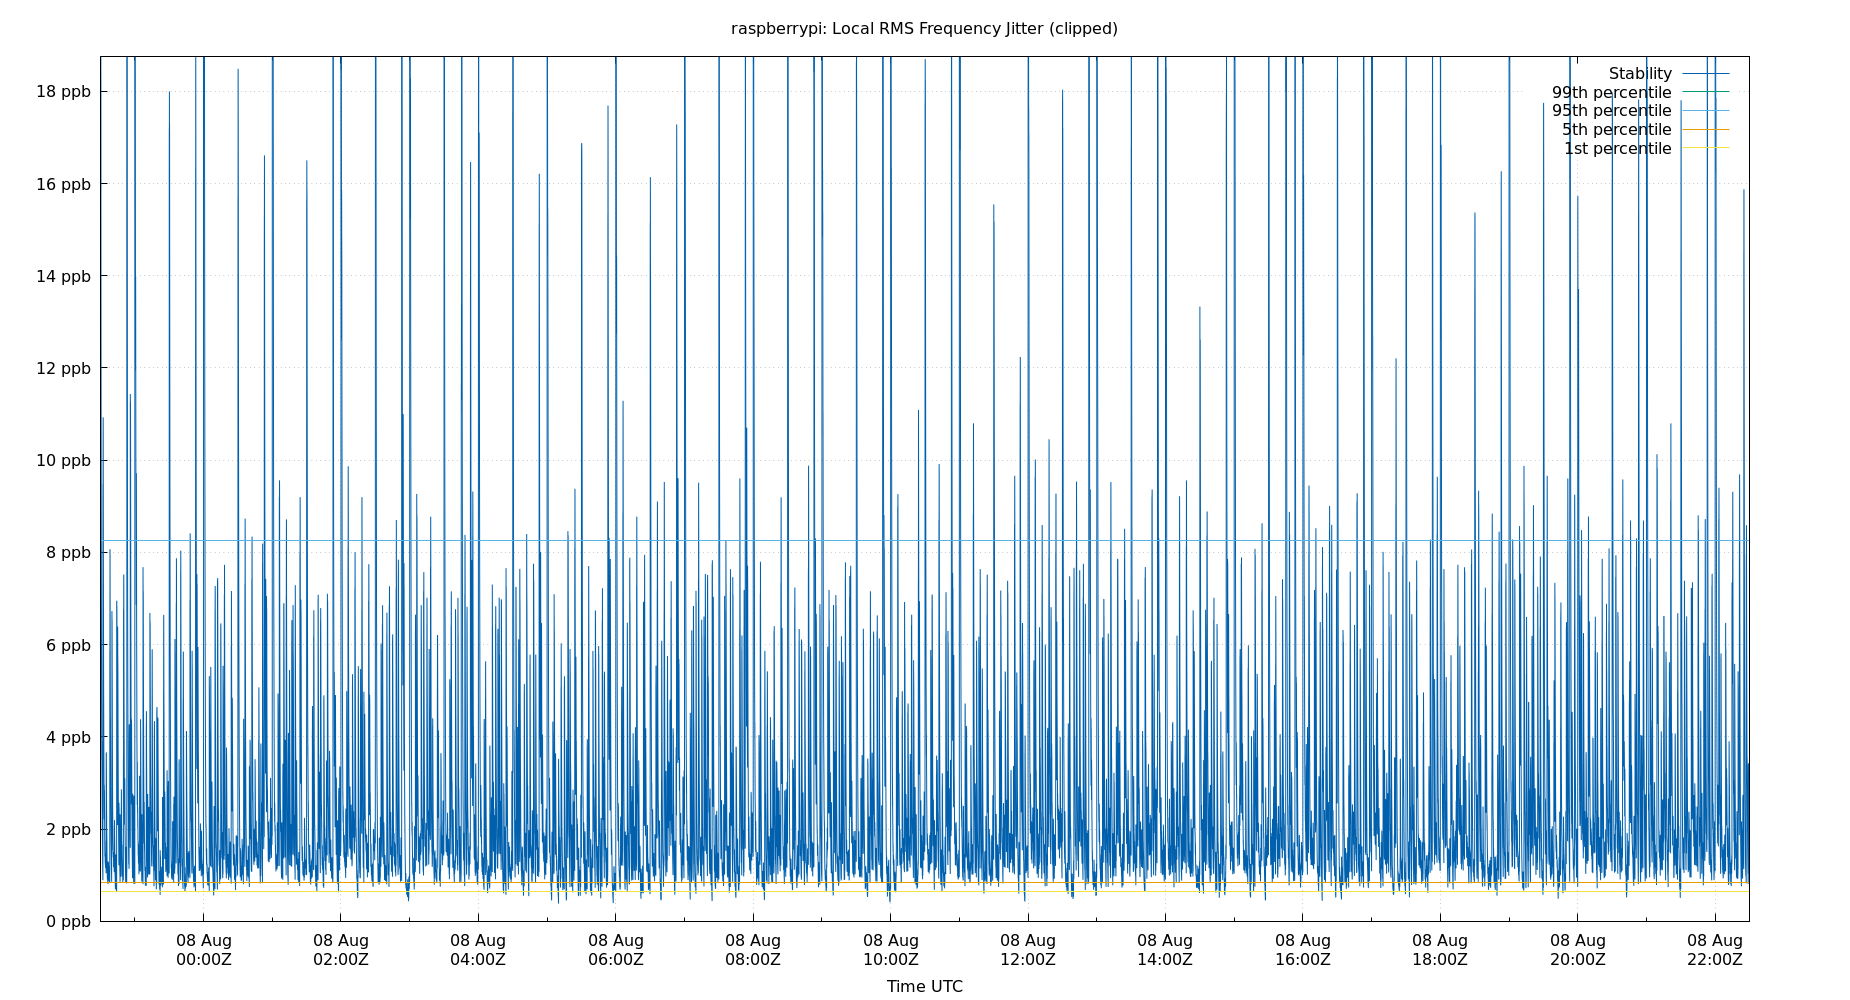 raspberrypi: Local RMS Frequency Jitter (clipped)
Stability
99th percentile
95th percentile
5th percentile
1st percentile
18 ppb
16 ppb
14 ppb
12 ppb
10 ppb
8 ppb
6 ppb
4 ppb
2 ppb
0 ppb
08 Aug 08 Aug 08 Aug 08 Aug 08 Aug 08 Aug 08 Aug 08 Aug 08 Aug 08 Aug 08 Aug 08 Aug
00:00Z 02:00Z 04:00Z 06:00Z 08:00Z 10:00Z 12:00Z 14:00Z 16:00Z 18:00Z 20:00Z 22:00Z
Time UTC